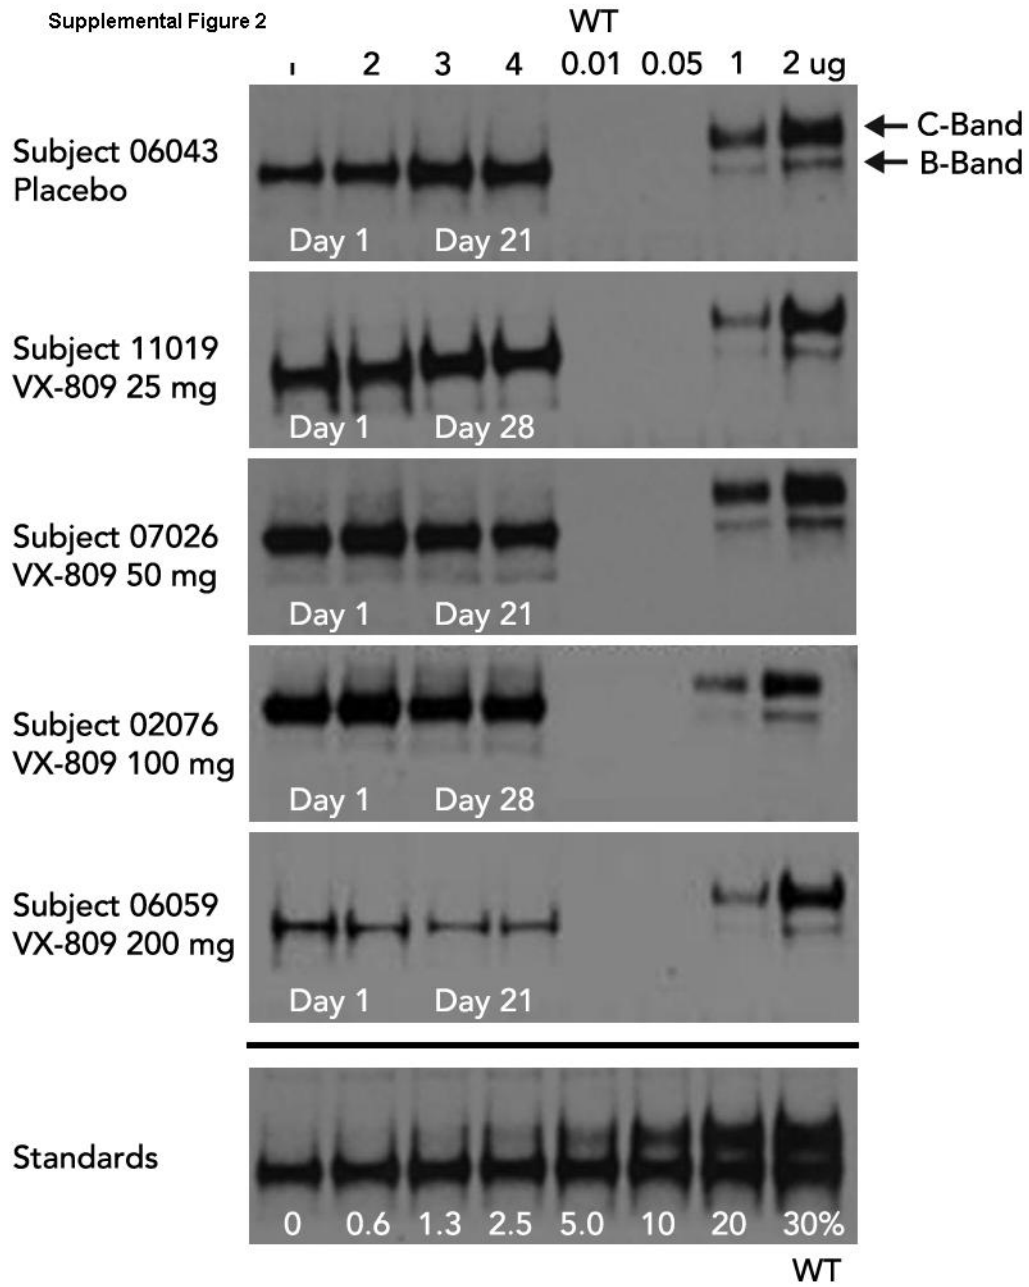 Supplemental Figure 2
WT
2 3 4 0.01 0.05 1 2 ug
C-Band
B-Band
Subject 06043
Placebo
Day 1 Day 21
Subject 11019
VX-809 25 mg
Day 1 Day 28
Subject 07026
VX-809 50 mg
Day 1 Day 21
Subject 02076
VX-809 100 mg
Day 1 Day 28
Subject 06059
VX-809 200 mg
Day 1 Day 21
Standards
0 0.6 1.3 2.5 5.0 10 20 30%
WT